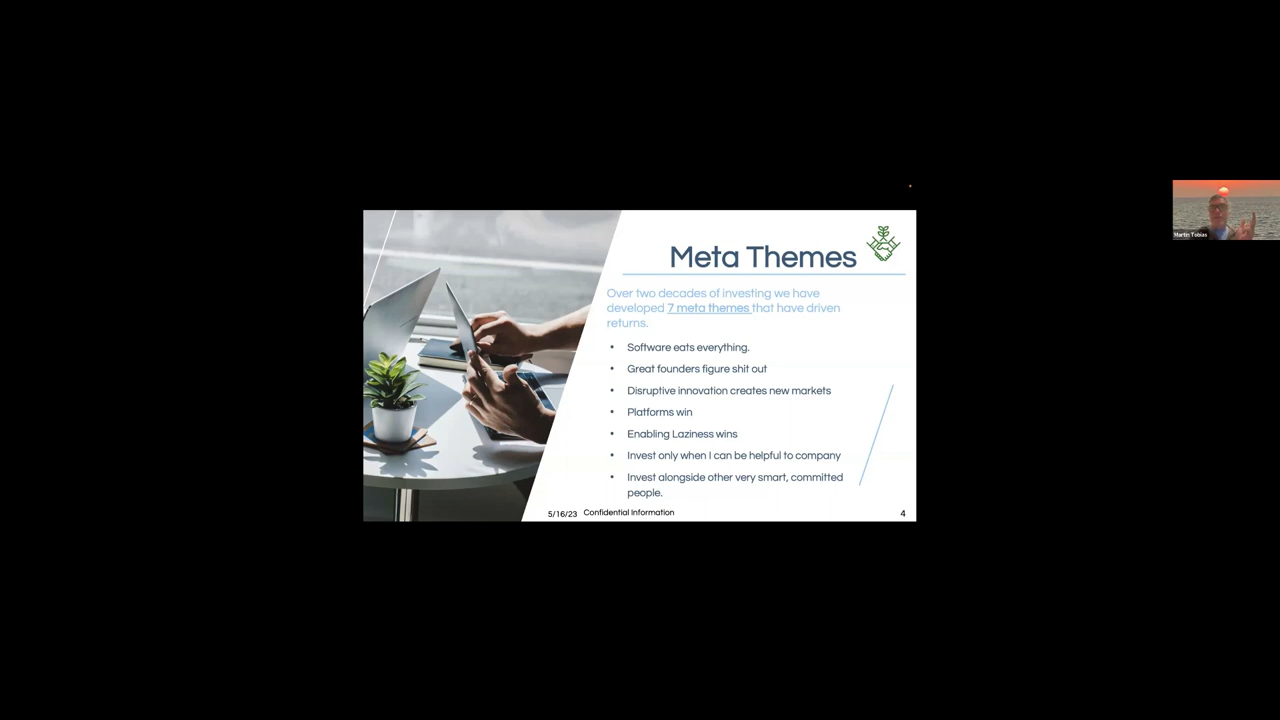 Meta Themes
Over two decades of investing we have
developed 7 meta themes that have driven
returns.
• Software eats everything.
• Great founders figure shit out
• Disruptive innovation creates new markets
• Platforms win
• Enabling Laziness wins
• Invest only when I can be helpful to company
• Invest alongside other very smart, committed
people.
5/16/23 Confidential Information 4
Martin Tobias